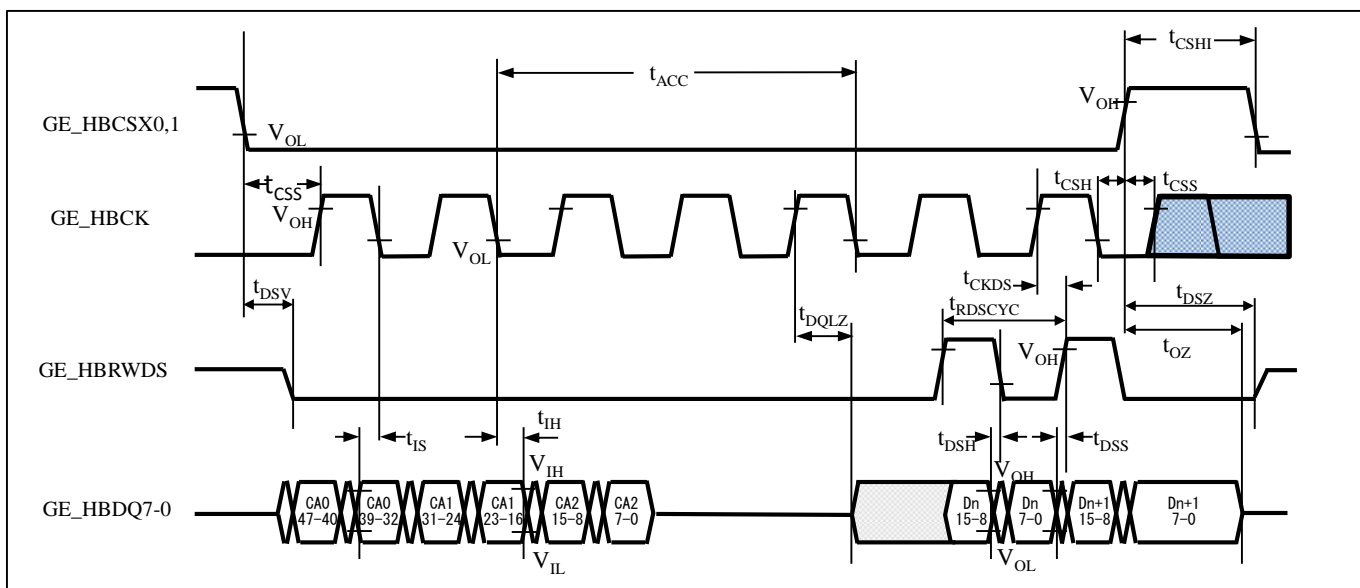 tCSHI
tACC
GE_HBCSX0,1
VOL
VOH
tCSS
tCSH
tCSS
GE_HBCK
VOH
VOL
tCKDS
tDSV
tDSZ
tRDSCYC
tDQLZ
tOZ
GE_HBRWDS
VOH
tIH
tIS
tDSH
tDSS
VIH
VOH
GE_HBDQ7-0
CA0 47-40
CA0 39-32
CA1 31-24
CA1 23-16
CA2 15-8
CA2 7-0
Dn 15-8
Dn 7-0
Dn+1 15-8
Dn+1 7-0
VIL
VOL